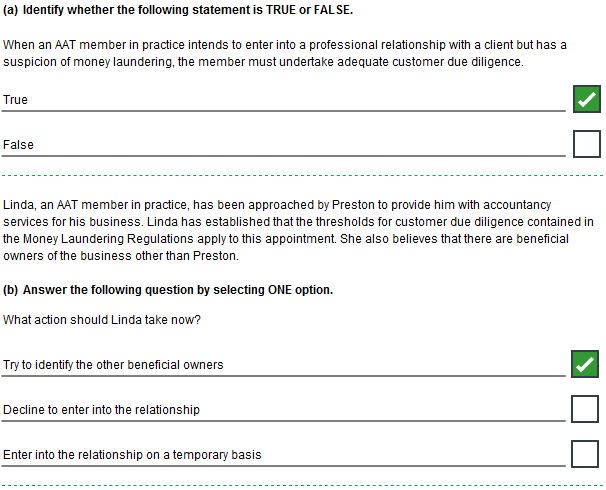 (a) Identify whether the following statement is TRUE or FALSE.
When an AAT member in practice intends to enter into a professional relationship with a client but has a
suspicion of money laundering, the member must undertake adequate customer due diligence.
True
False
Linda, an AAT member in practice, has been approached by Preston to provide him with accountancy
services for his business. Linda has established that the thresholds for customer due diligence contained in
the Money Laundering Regulations apply to this appointment. She also believes that there are beneficial
owners of the business other than Preston.
(b) Answer the following question by selecting ONE option.
What action should Linda take now?
Try to identify the other beneficial owners
Decline to enter into the relationship
Enter into the relationship on a temporary basis